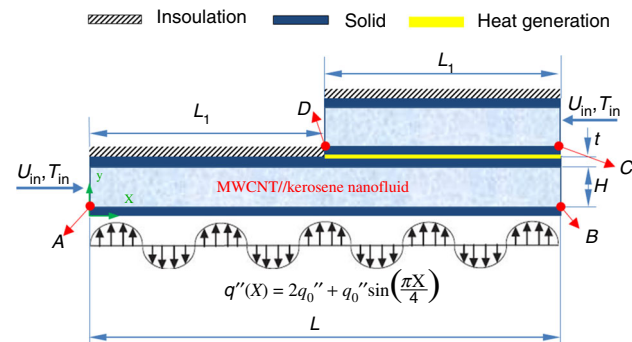 Insoulation Solid Heat generation
L₁
L₁
D
Uᵢₙ,Tᵢₙ
t
C
Uᵢₙ,Tᵢₙ
y
MWCNT//kerosene nanofluid
H
X
A
B
q″(X) = 2q₀″ + q₀″sin(πX/4)
L